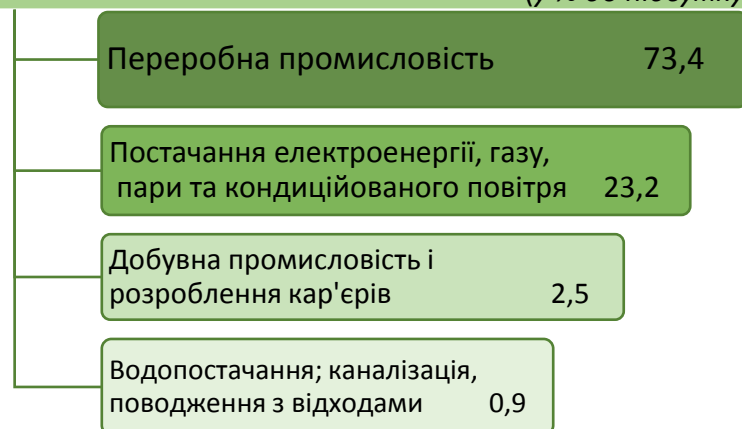 Переробна промисловість 73,4
Постачання електроенергії, газу,
пари та кондиційованого повітря 23,2
Добувна промисловість і
розроблення кар'єрів 2,5
Водопостачання; каналізація,
поводження з відходами 0,9